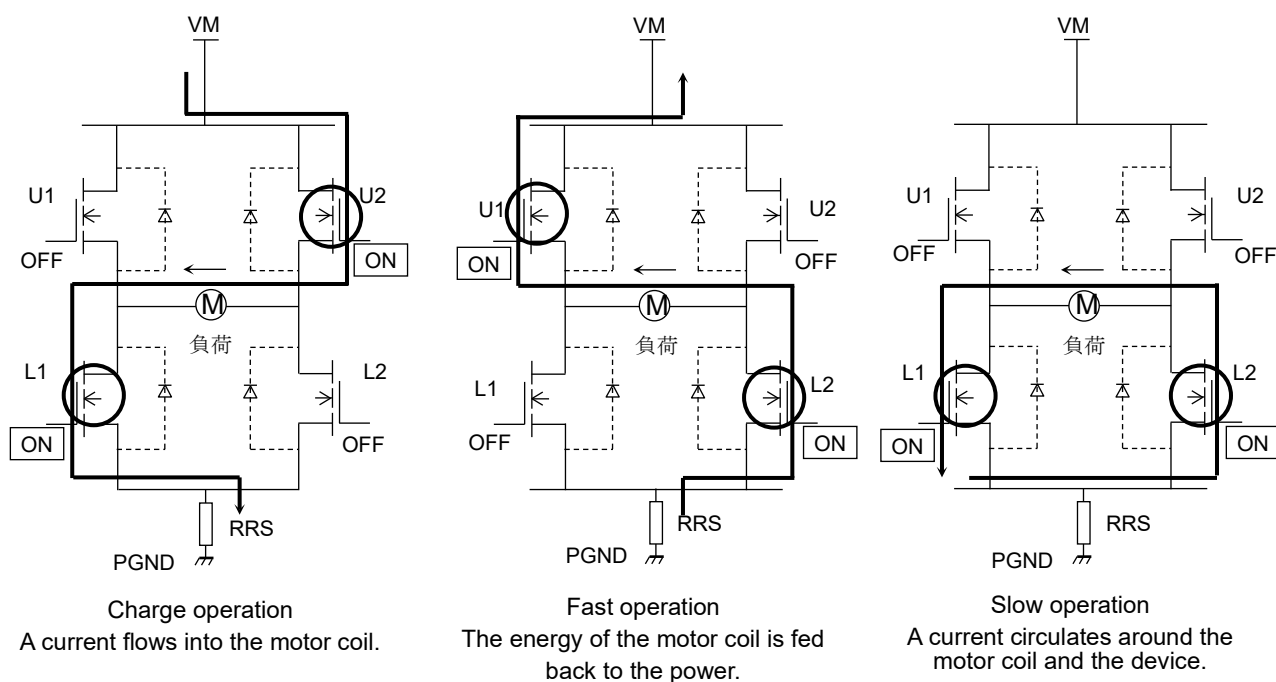 VM
U1
U2
OFF
ON
M
負荷
L1
L2
ON
OFF
RRS
PGND
Charge operation
A current flows into the motor coil.
VM
U1
U2
ON
OFF
M
負荷
L1
L2
OFF
ON
RRS
PGND
Fast operation
The energy of the motor coil is fed
back to the power.
VM
U1
U2
OFF
OFF
M
負荷
L1
L2
ON
ON
RRS
PGND
Slow operation
A current circulates around the
motor coil and the device.